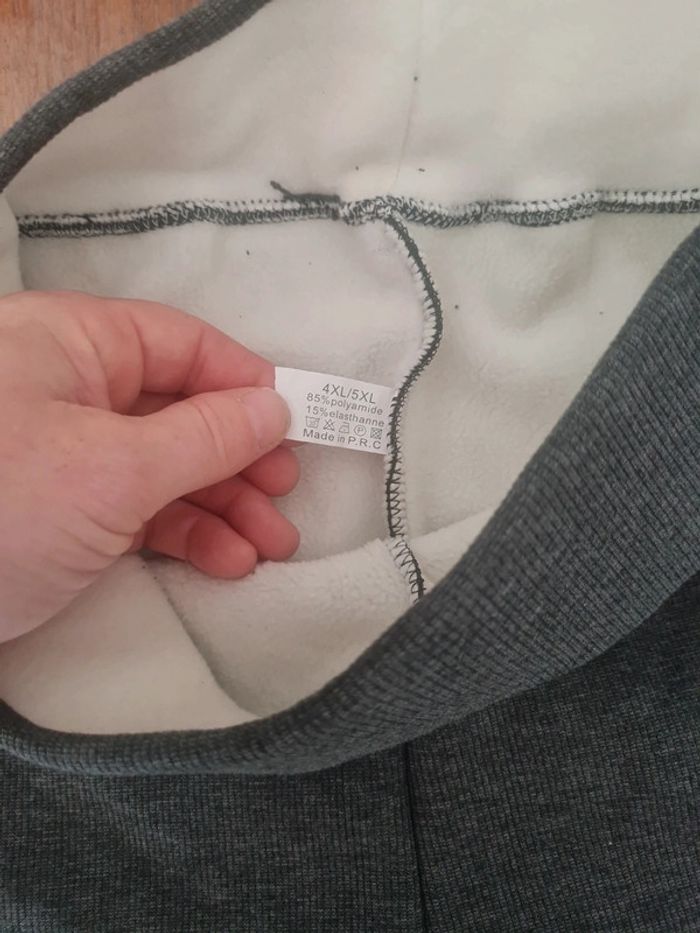 4XL/5XL
85%polyamide
15%elasthanne
Made in P.R.C